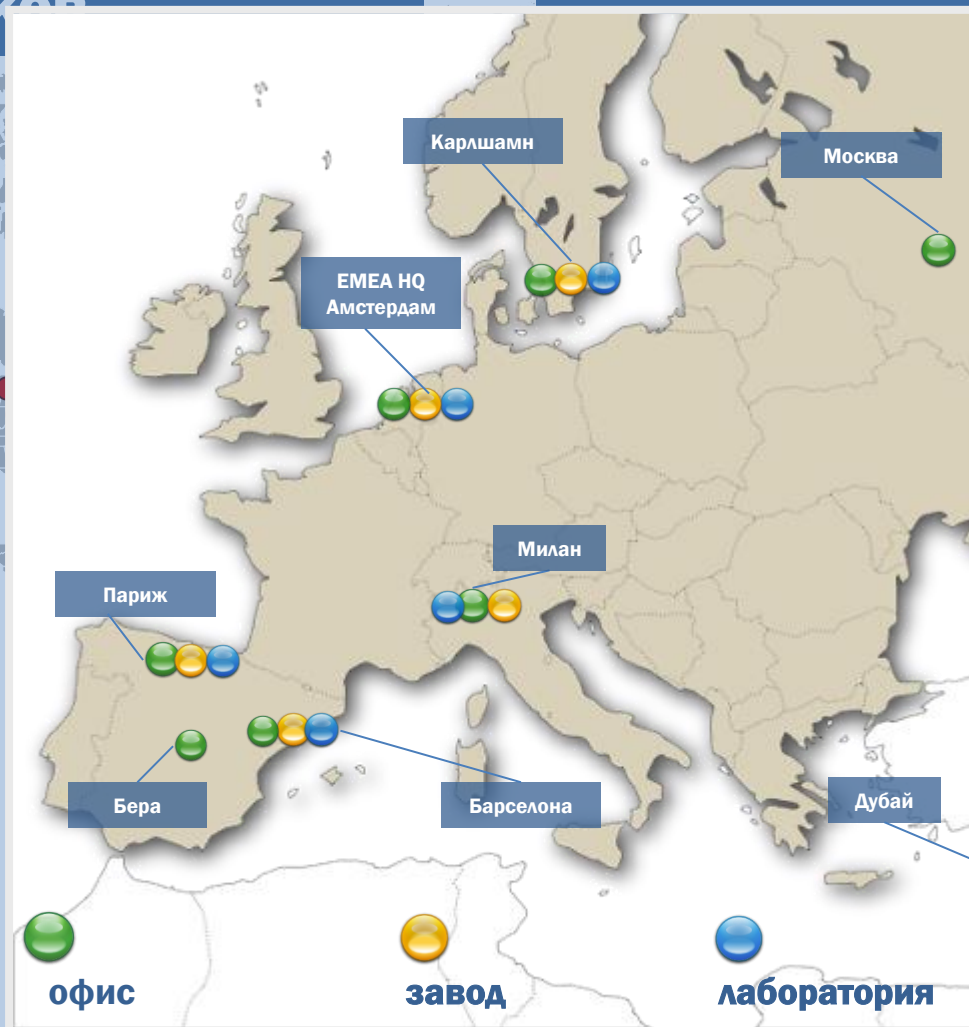 Карлшамн
Москва
EMEA HQ
Амстердам
Милан
Париж
Бера
Барселона
Дубай
офис
завод
лаборатория